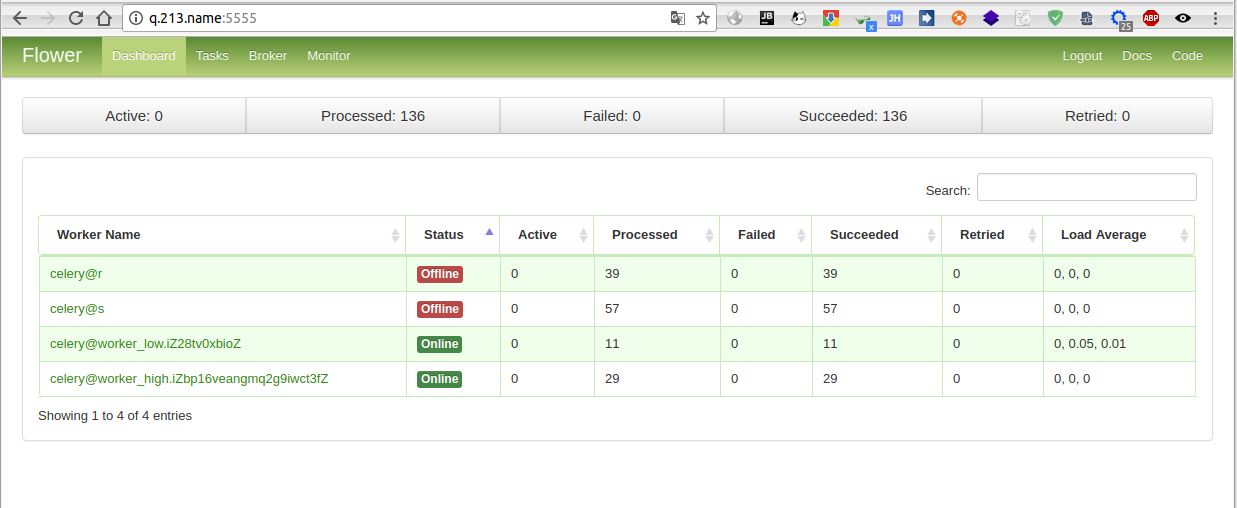 q.213.name:5555
JB
x
JH
25
ABP
Flower Dashboard Tasks Broker Monitor Logout Docs Code
Active: 0 Processed: 136 Failed: 0 Succeeded: 136 Retried: 0
Search:
Worker Name Status Active Processed Failed Succeeded Retried Load Average
celery@r Offline 0 39 0 39 0 0, 0, 0
celery@s Offline 0 57 0 57 0 0, 0, 0
celery@worker_low.iZ28tv0xbioZ Online 0 11 0 11 0 0, 0.05, 0.01
celery@worker_high.iZbp16veangmq2g9iwct3fZ Online 0 29 0 29 0 0, 0, 0
Showing 1 to 4 of 4 entries